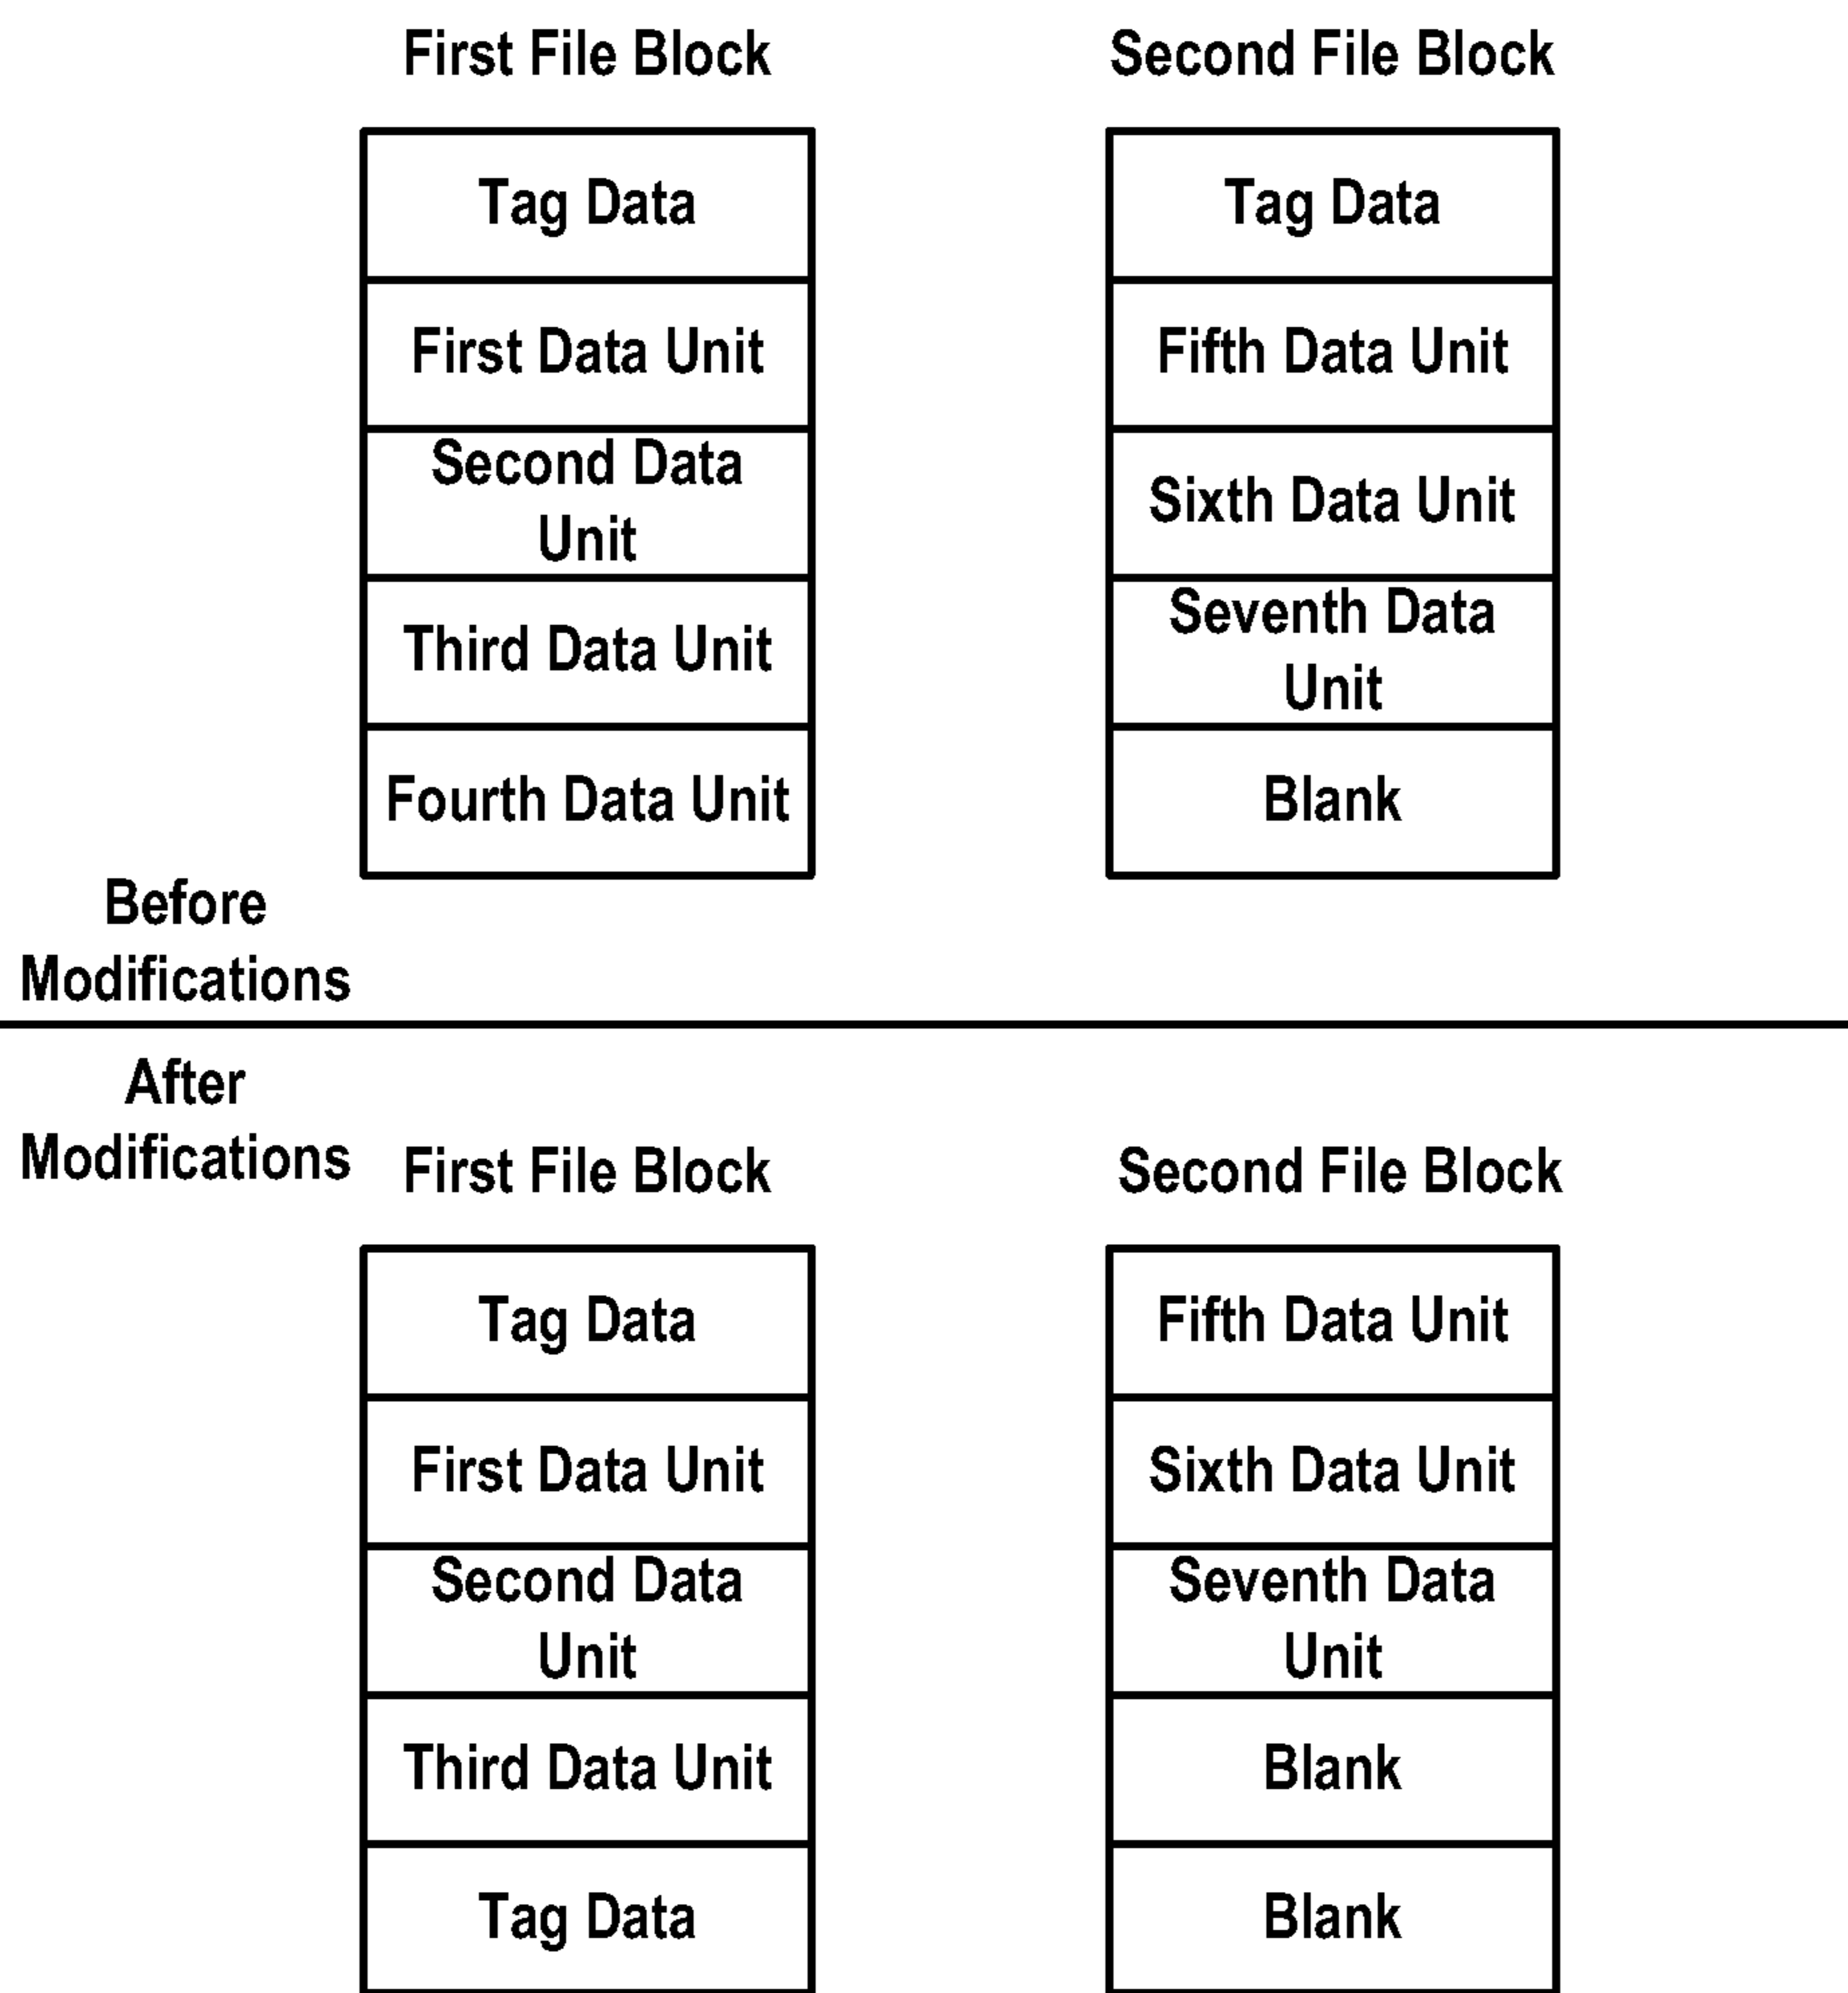 First File Block
Second File Block
Tag Data
First Data Unit
Second Data
Unit
Third Data Unit
Fourth Data Unit
Tag Data
Fifth Data Unit
Sixth Data Unit
Seventh Data
Unit
Blank
Before
Modifications
After
Modifications
First File Block
Second File Block
Tag Data
First Data Unit
Second Data
Unit
Third Data Unit
Tag Data
Fifth Data Unit
Sixth Data Unit
Seventh Data
Unit
Blank
Blank